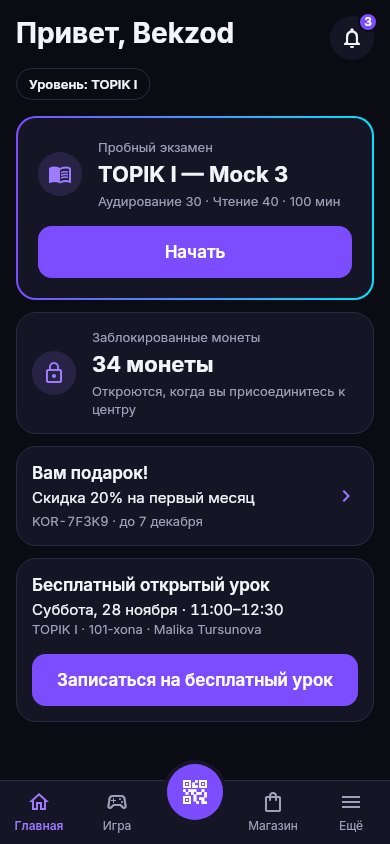 Привет, Bekzod
3
Уровень: TOPIK I
Пробный экзамен
TOPIK I — Mock 3
Аудирование 30 · Чтение 40 · 100 мин
Начать
Заблокированные монеты
34 монеты
Откроются, когда вы присоединитесь к
центру
Вам подарок!
Скидка 20% на первый месяц
KOR-7F3K9 · до 7 декабря
Бесплатный открытый урок
Суббота, 28 ноября · 11:00–12:30
TOPIK I · 101-xona · Malika Tursunova
Записаться на бесплатный урок
Главная
Игра
Магазин
Ещё